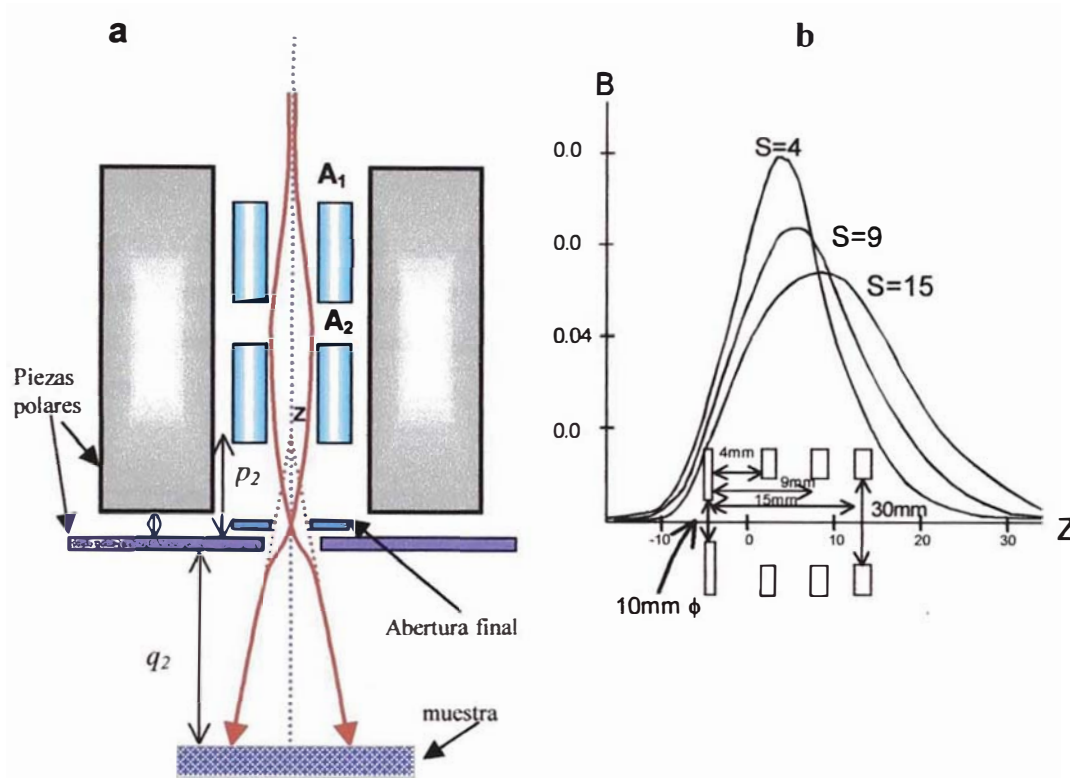 a
A₁
A₂
Z
Piezas
polares
p₂
q₂
Abertura final
muestra
b
B
0.0
0.0
0.04
0.0
S=4
S=9
S=15
4mm
9mm
15mm
30mm
-10
0
10
20
30
Z
10mm ϕ